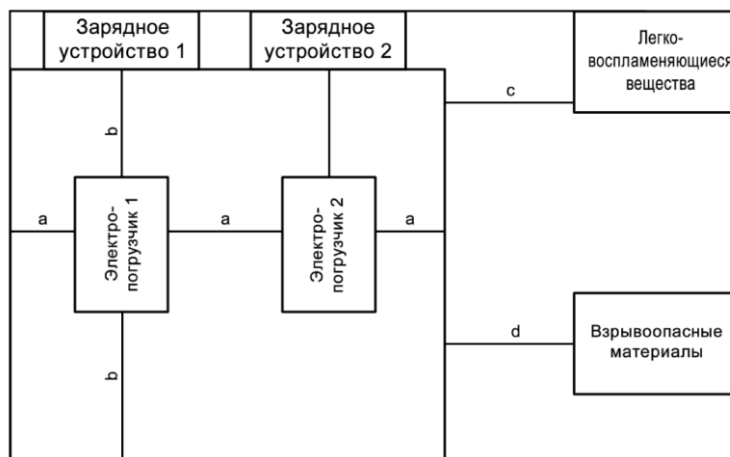 Зарядное
устройство 1
Зарядное
устройство 2
Легко-
воспламеняющиеся
вещества
c
b
Электро-
погрузчик 1
Электро-
погрузчик 2
a
a
a
d
Взрывоопасные
материалы
b